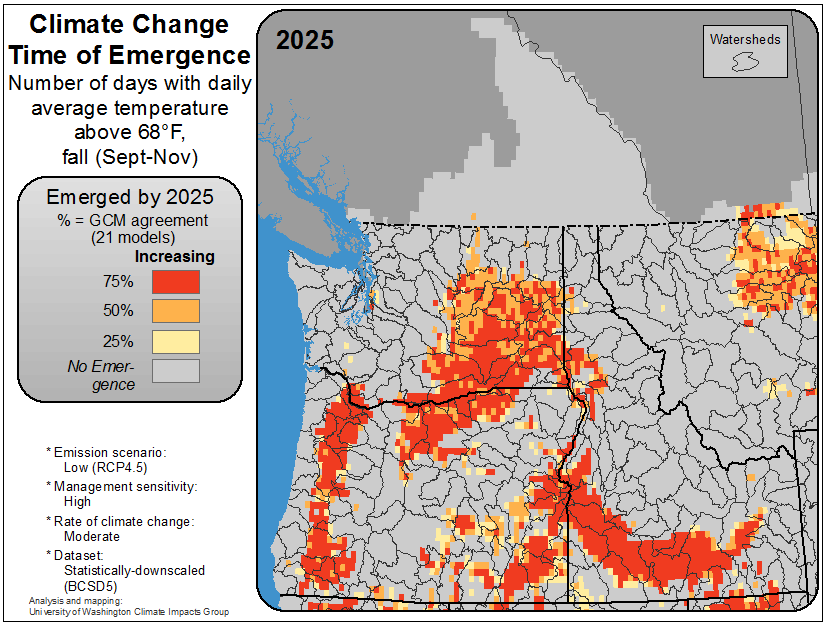 Climate Change
Time of Emergence
Number of days with daily
average temperature
above 68°F,
fall (Sept-Nov)
Emerged by 2025
% = GCM agreement
(21 models)
Increasing
75%
50%
25%
No Emer-
gence
* Emission scenario:
Low (RCP4.5)
* Management sensitivity:
High
* Rate of climate change:
Moderate
* Dataset:
Statistically-downscaled
(BCSD5)
Analysis and mapping:
University of Washington Climate Impacts Group
2025
Watersheds